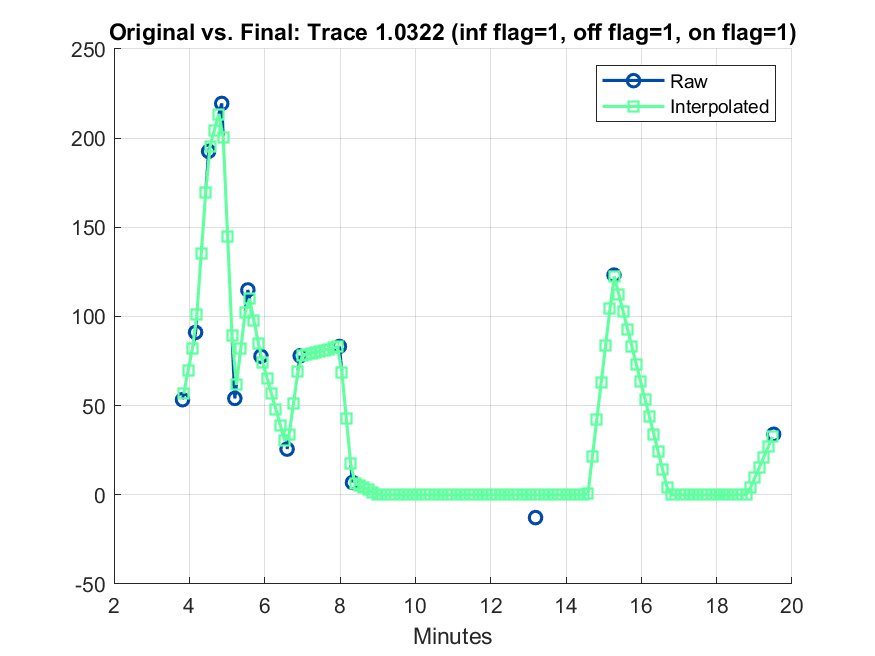 Original vs. Final: Trace 1.0322 (inf flag=1, off flag=1, on flag=1)
250
200
150
100
50
0
-50
Raw
Interpolated
2 4 6 8 10 12 14 16 18 20
Minutes